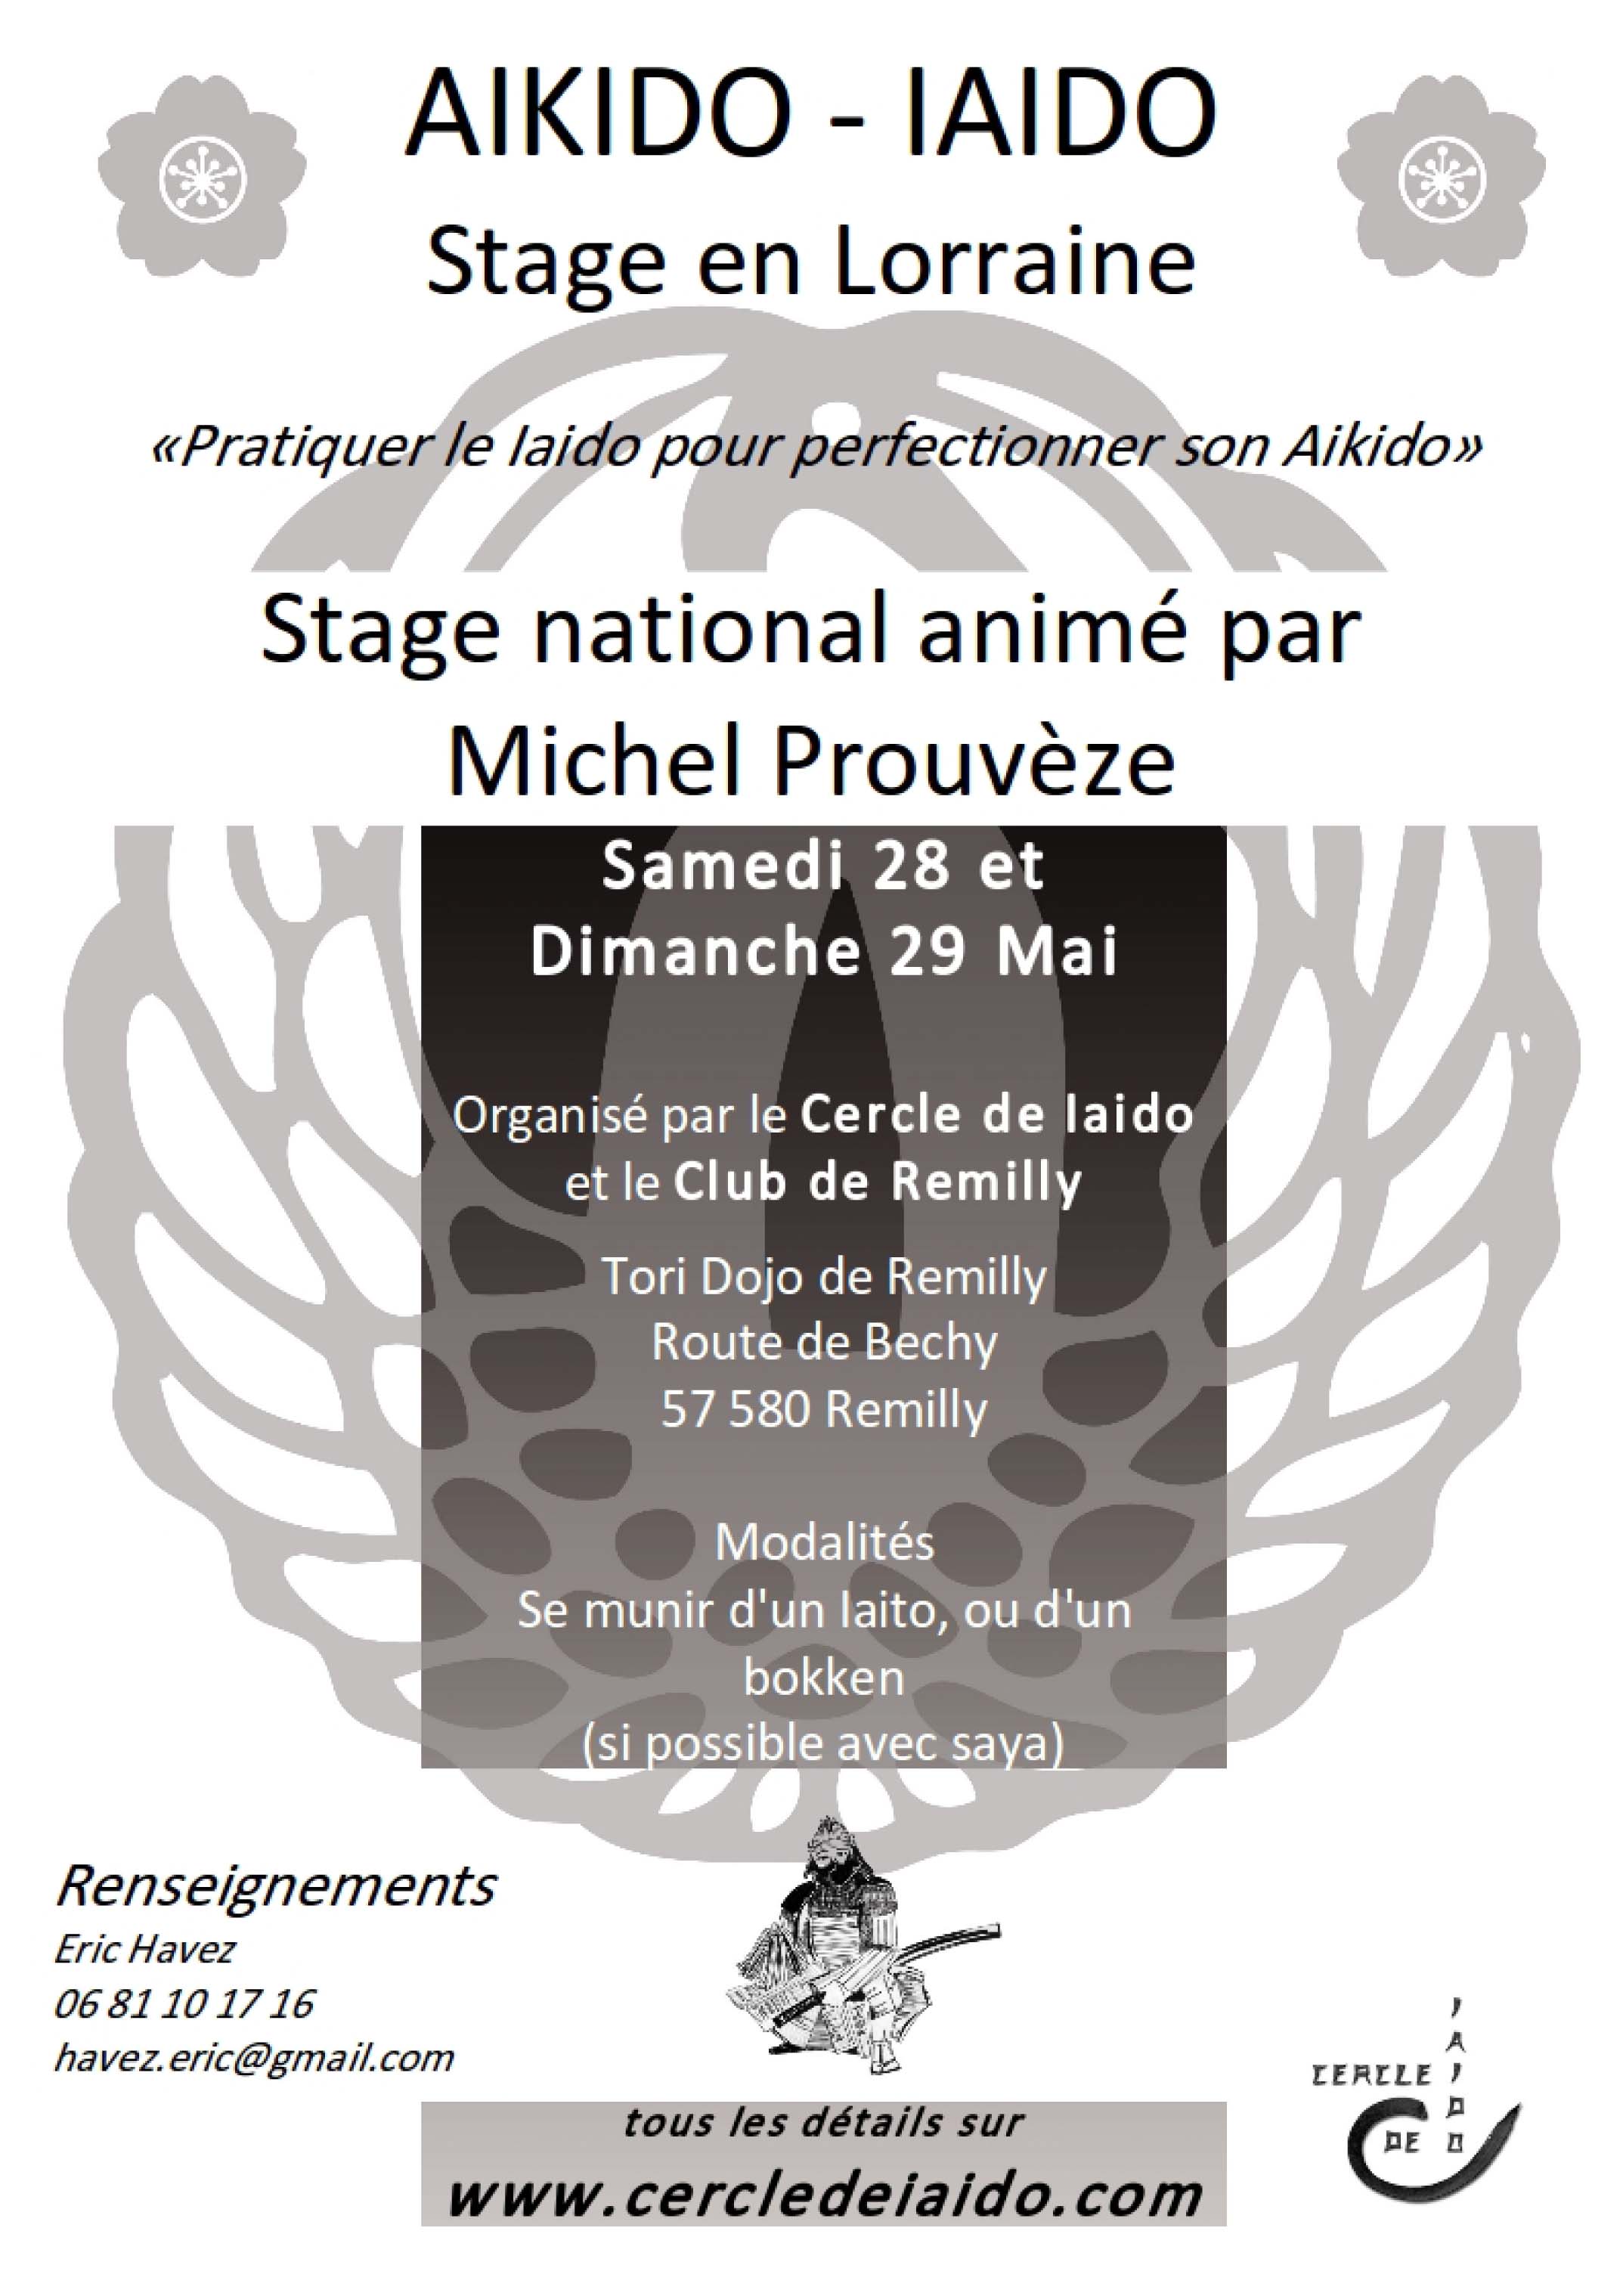 AIKIDO - IAIDO
Stage en Lorraine
«Pratiquer le Iaido pour perfectionner son Aikido»
Stage national animé par
Michel Prouvèze
Samedi 28 et
Dimanche 29 Mai
Organisé par le Cercle de Iaido
et le Club de Remilly
Tori Dojo de Remilly
Route de Bechy
57 580 Remilly
Modalités
Se munir d'un Iaito, ou d'un
bokken
(si possible avec saya)
Renseignements
Eric Havez
06 81 10 17 16
havez.eric@gmail.com
tous les détails sur
www.cercledeiaido.com
CERCLE
DE
IAIDO